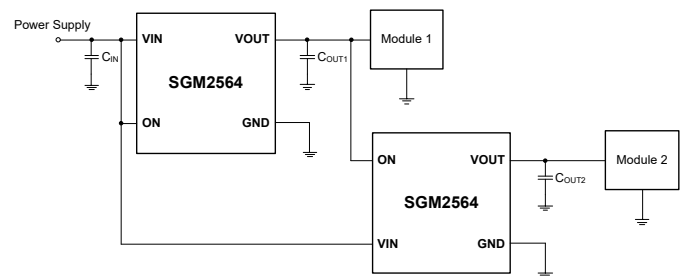 Power Supply
VIN
VOUT
Module 1
CIN
COUT1
SGM2564
ON
GND
ON
VOUT
Module 2
COUT2
SGM2564
VIN
GND